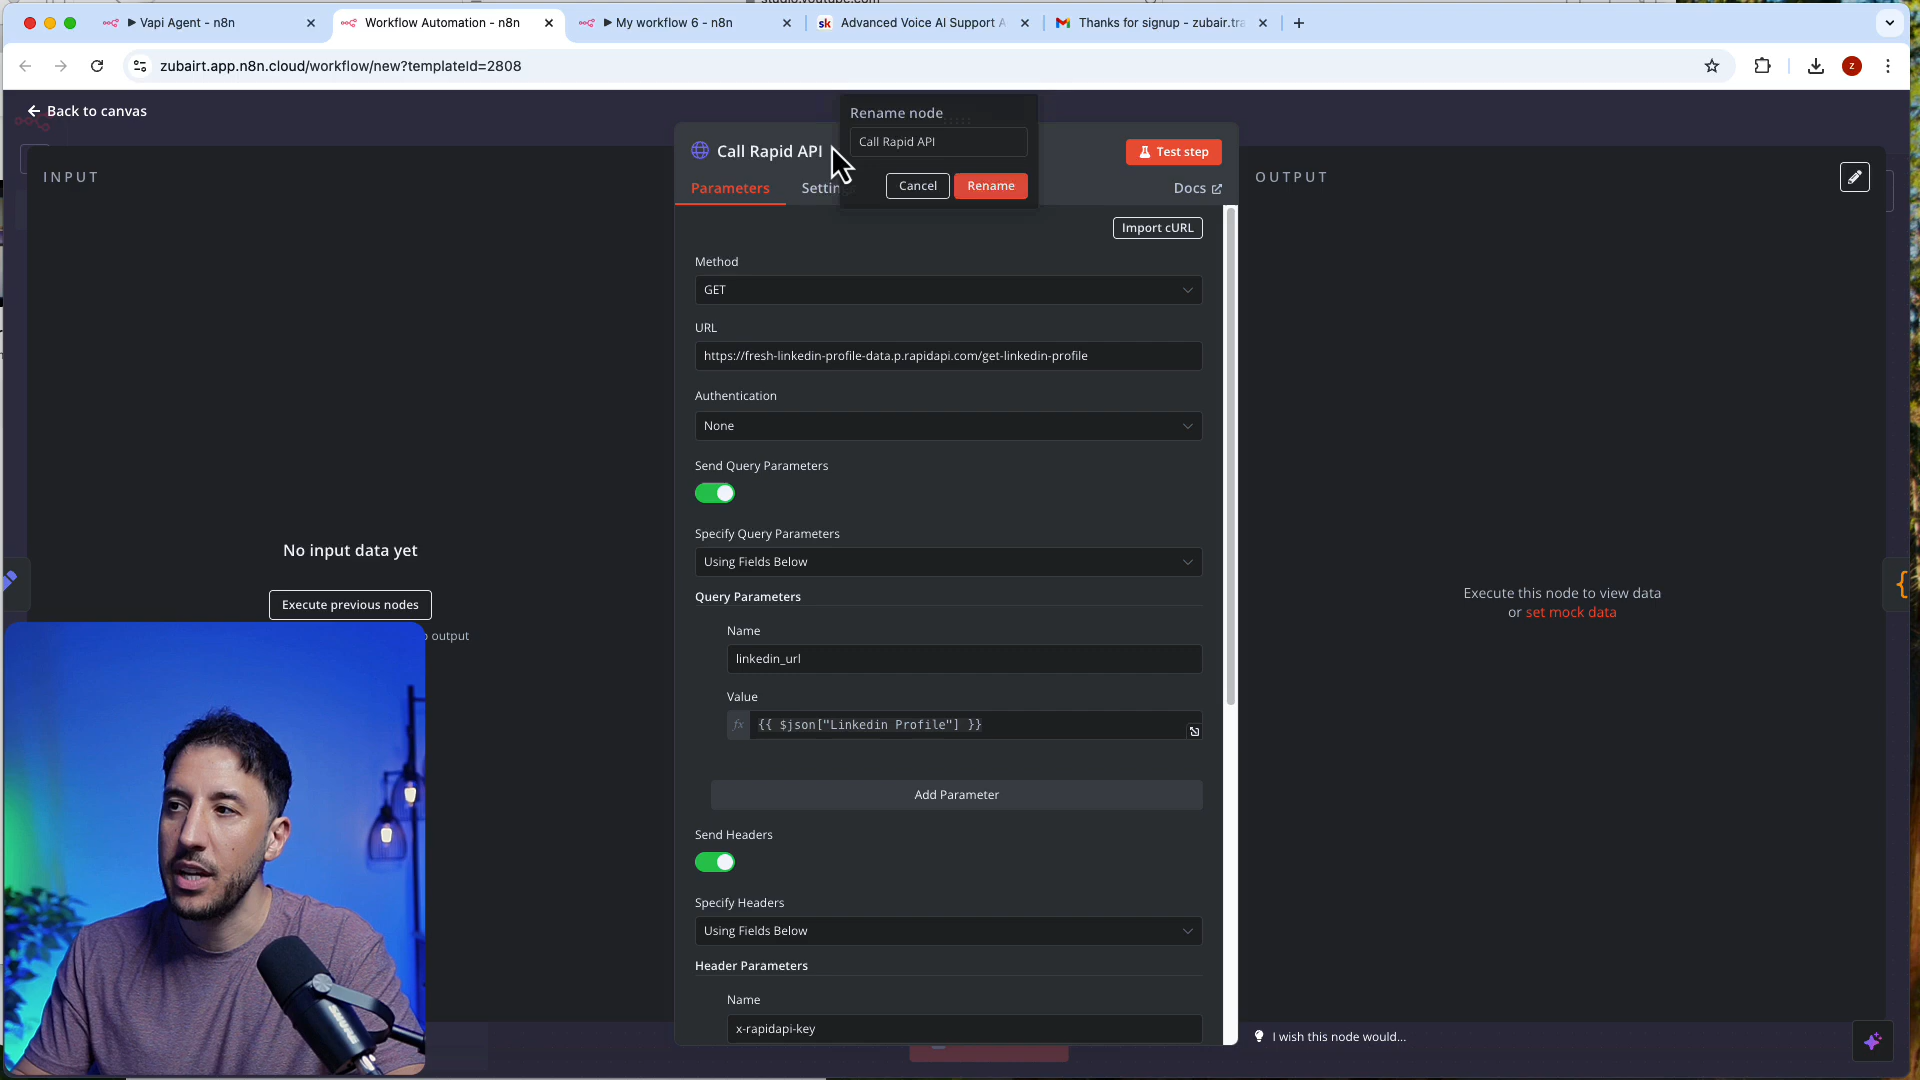 studio.youtube.com
Vapi Agent - n8n
Workflow Automation - n8n
My workflow 6 - n8n
sk
Advanced Voice AI Support A
Thanks for signup - zubair.tra
zubairt.app.n8n.cloud/workflow/new?templateId=2808
z
Back to canvas
Rename node
Call Rapid API
Cancel
Rename
Call Rapid API
Test step
Parameters
Settin
Docs
INPUT
OUTPUT
Import cURL
Method
GET
URL
https://fresh-linkedin-profile-data.p.rapidapi.com/get-linkedin-profile
Authentication
None
Send Query Parameters
Specify Query Parameters
Using Fields Below
Query Parameters
Name
linkedin_url
Value
fx
{{ $json["Linkedin Profile"] }}
Add Parameter
Send Headers
Specify Headers
Using Fields Below
Header Parameters
Name
x-rapidapi-key
No input data yet
Execute previous nodes
output
Execute this node to view data
or set mock data
I wish this node would...